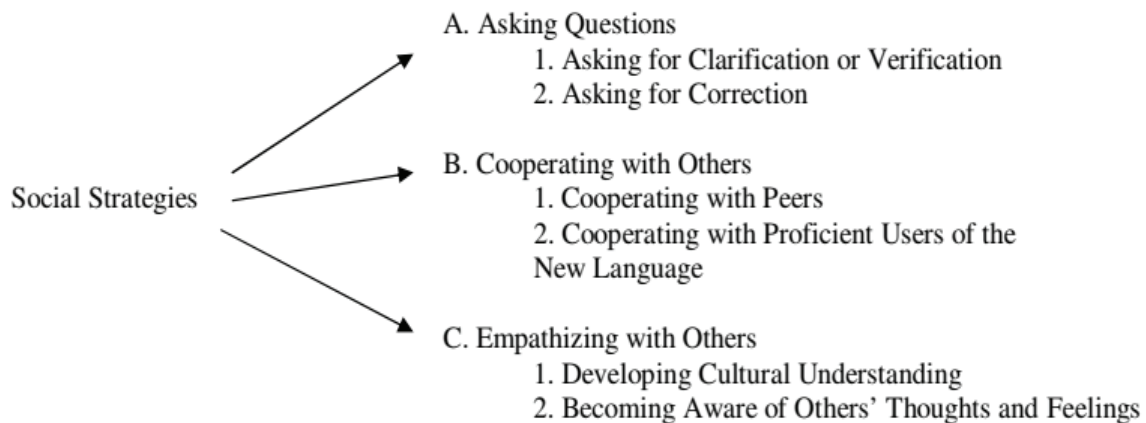 A. Asking Questions
1. Asking for Clarification or Verification
2. Asking for Correction
Social Strategies
B. Cooperating with Others
1. Cooperating with Peers
2. Cooperating with Proficient Users of the
New Language
C. Empathizing with Others
1. Developing Cultural Understanding
2. Becoming Aware of Others’ Thoughts and Feelings